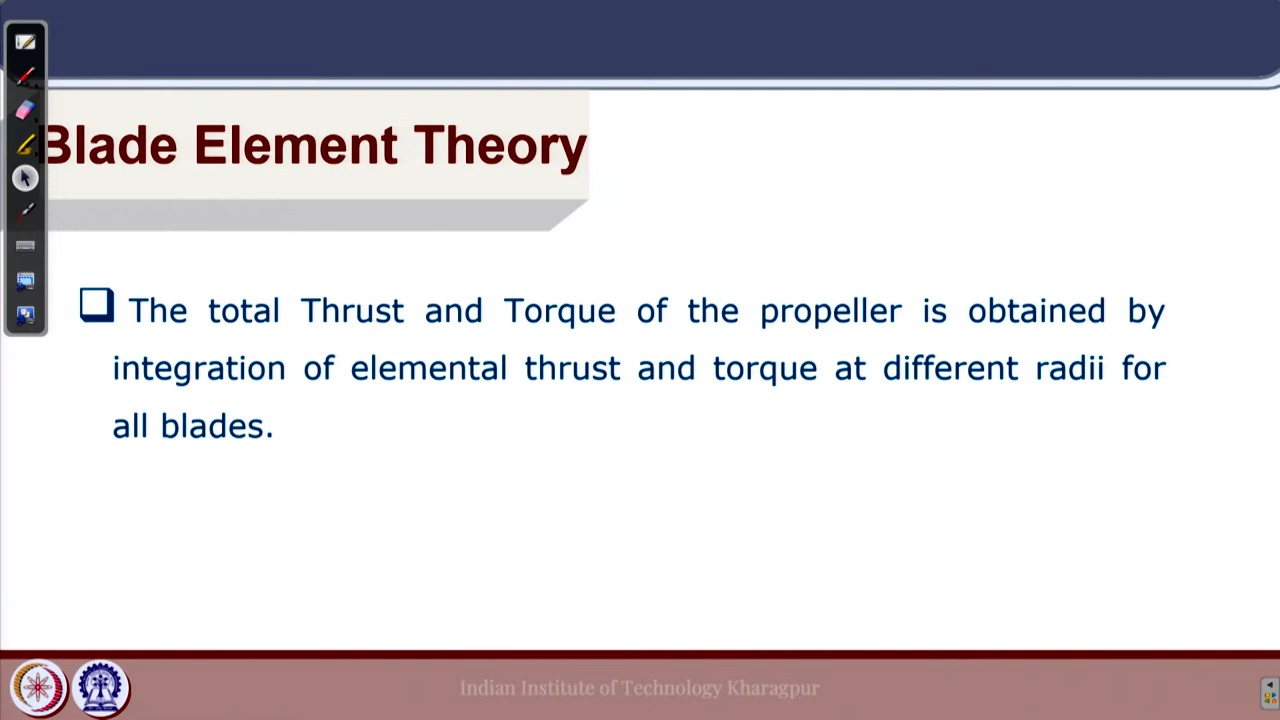 Blade Element Theory
The total Thrust and Torque of the propeller is obtained by
integration of elemental thrust and torque at different radii for
all blades.
Indian Institute of Technology Kharagpur